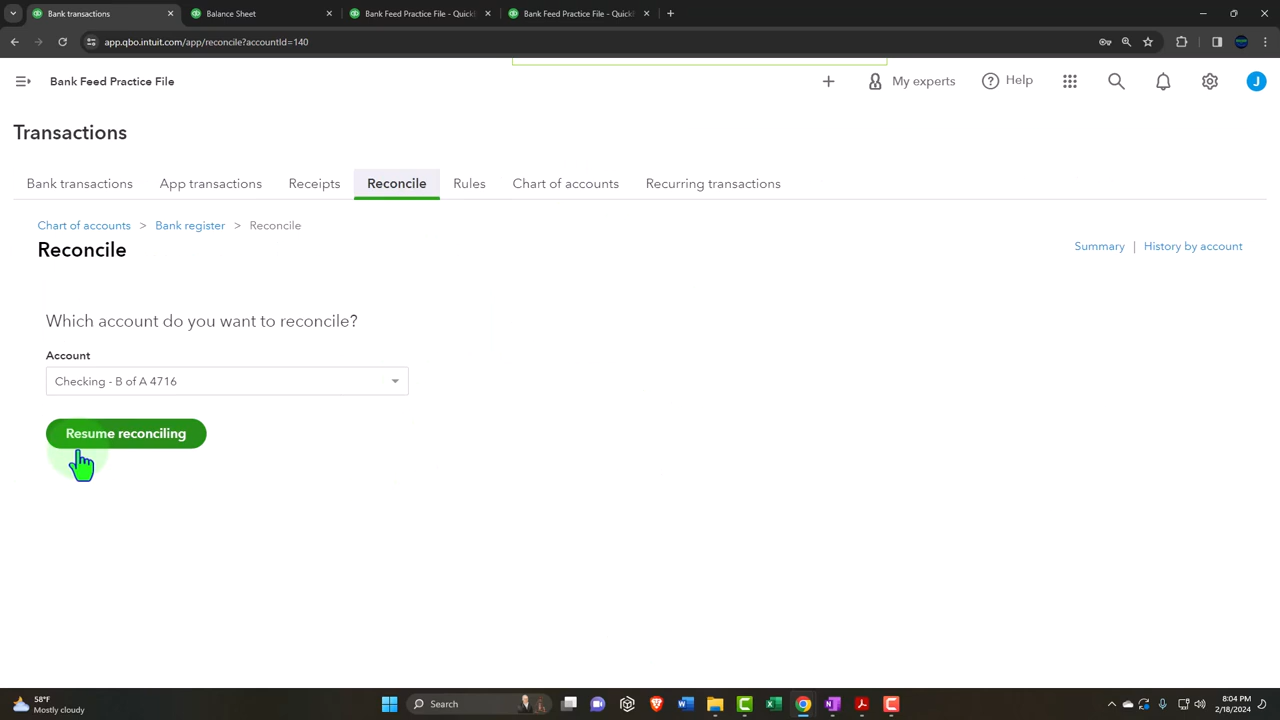 Bank transactions
Balance Sheet
Bank Feed Practice File - Quick
Bank Feed Practice File - Quick
app.qbo.intuit.com/app/reconcile?accountId=140
Bank Feed Practice File
My experts
Help
J
Transactions
Bank transactions
App transactions
Receipts
Reconcile
Rules
Chart of accounts
Recurring transactions
Chart of accounts > Bank register > Reconcile
Reconcile
Summary | History by account
Which account do you want to reconcile?
Account
Checking - B of A 4716
Resume reconciling
58°F
Mostly cloudy
Search
8:04 PM
2/18/2024